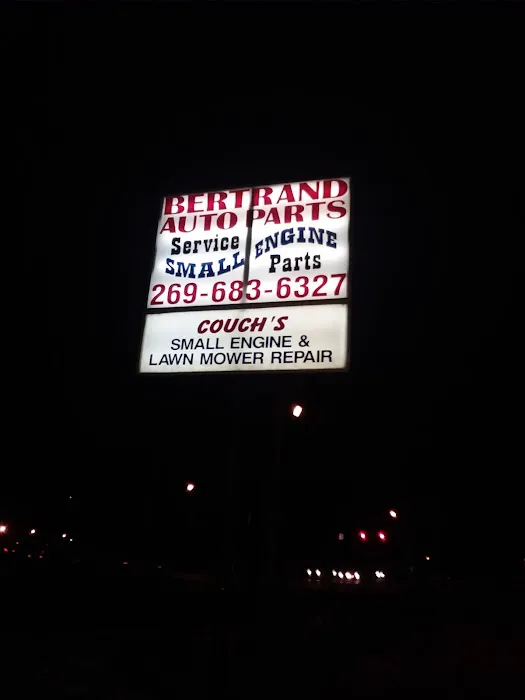 BERTRAND
AUTO PARTS
Service
SMALL ENGINE
Parts
269-683-6327
COUCH'S
SMALL ENGINE &
LAWN MOWER REPAIR